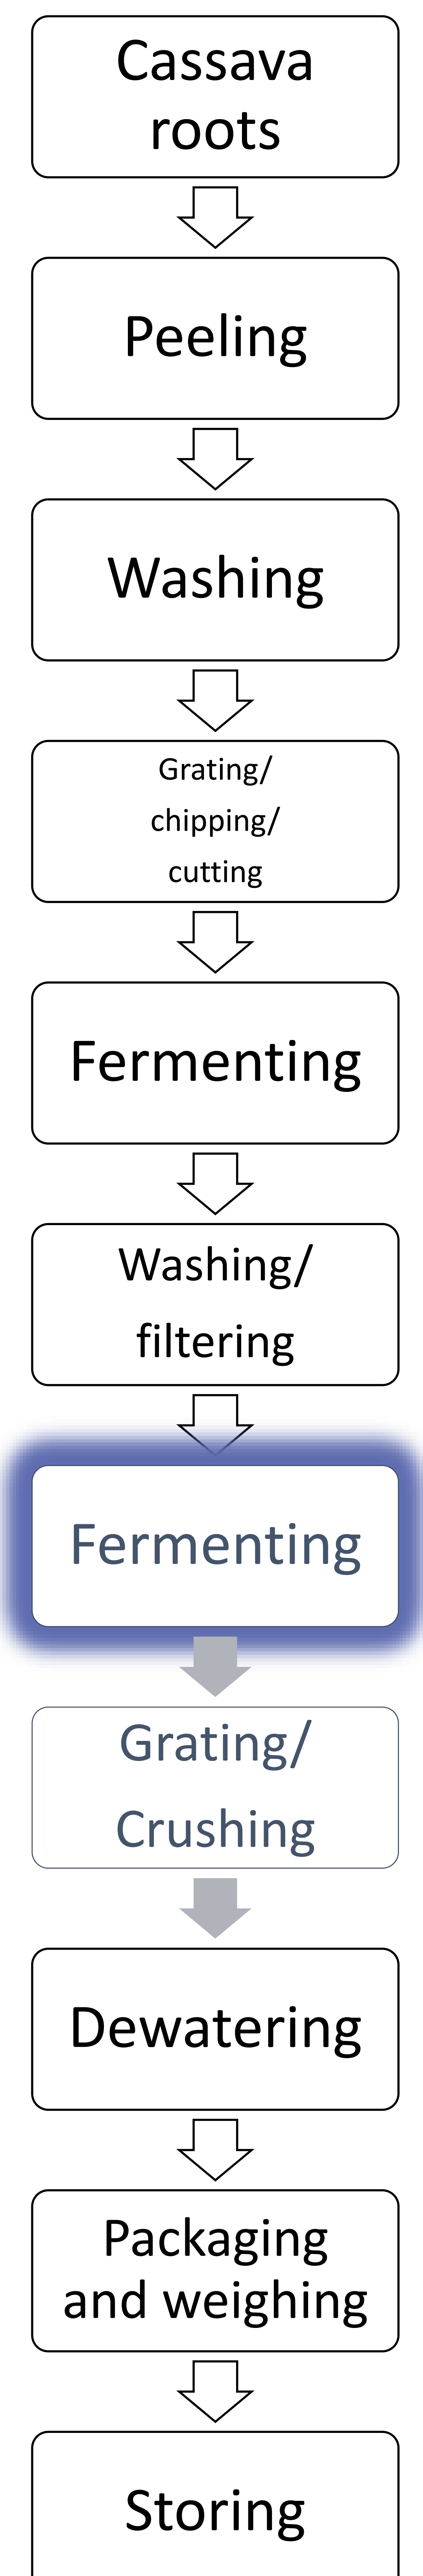 Cassava
roots
Peeling
Washing
Grating/
chipping/
cutting
Fermenting
Washing/
filtering
Fermenting
Grating/
Crushing
Dewatering
Packaging
and weighing
Storing